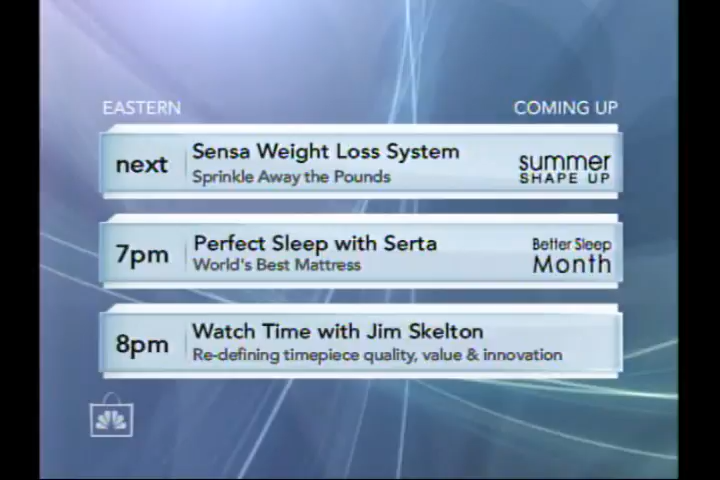 EASTERN COMING UP
next Sensa Weight Loss System
Sprinkle Away the Pounds
summer
SHAPE UP
7pm Perfect Sleep with Serta
World's Best Mattress
Better Sleep
Month
8pm Watch Time with Jim Skelton
Re-defining timepiece quality, value & innovation